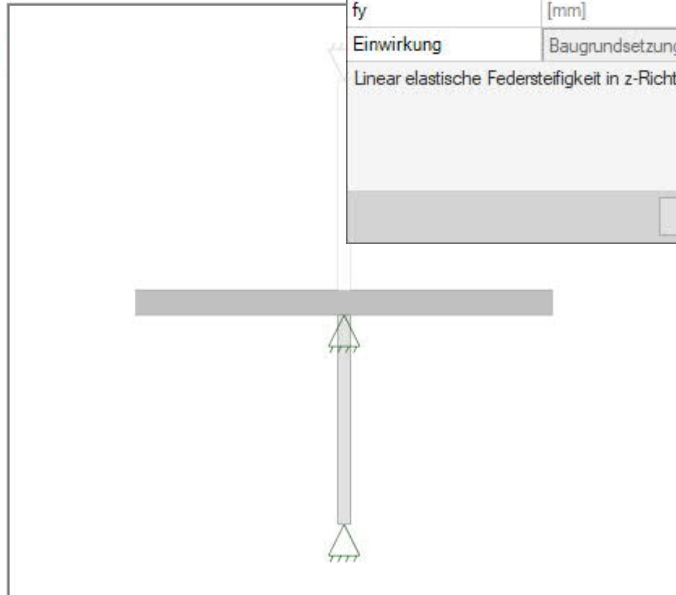 fy [mm]
Einwirkung Baugrundsetzung
Linear elastische Federsteifigkeit in z-Richt